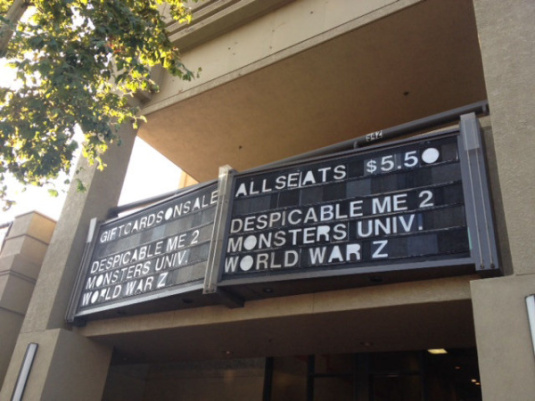 GIFTCARDSONSALE
DESPICABLE ME 2
MONSTERS UNIV.
WORLD WAR Z
ALLSEATS $5.50
DESPICABLE ME 2
MONSTERS UNIV.
WORLD WAR Z